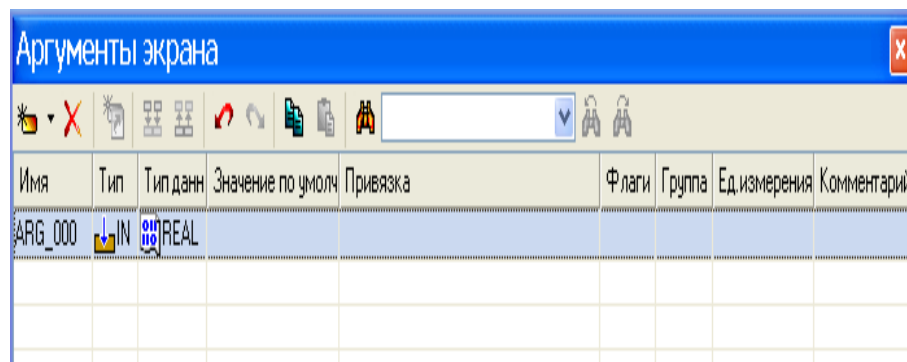 Аргументы экрана
Имя Тип Тип данн Значение по умолч Привязка Флаги Группа Ед.измерения Комментарий
ARG_000 IN REAL